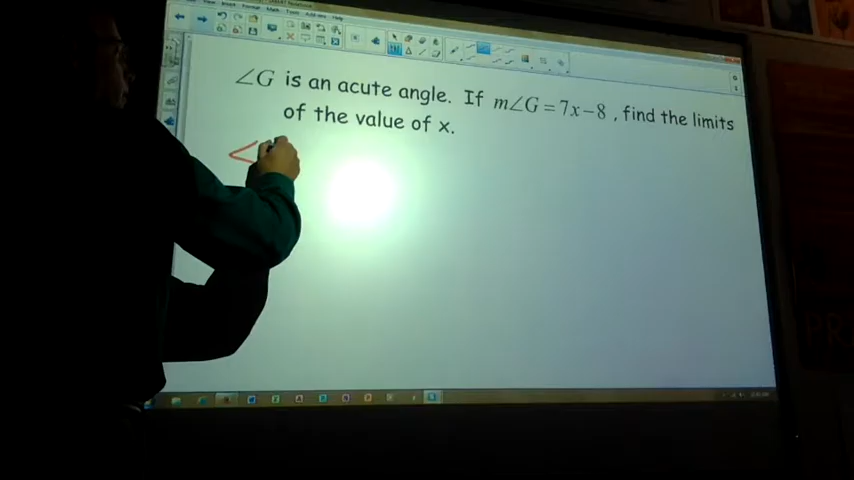 ∠G is an acute angle. If m∠G = 7x−8, find the limits
of the value of x.
<